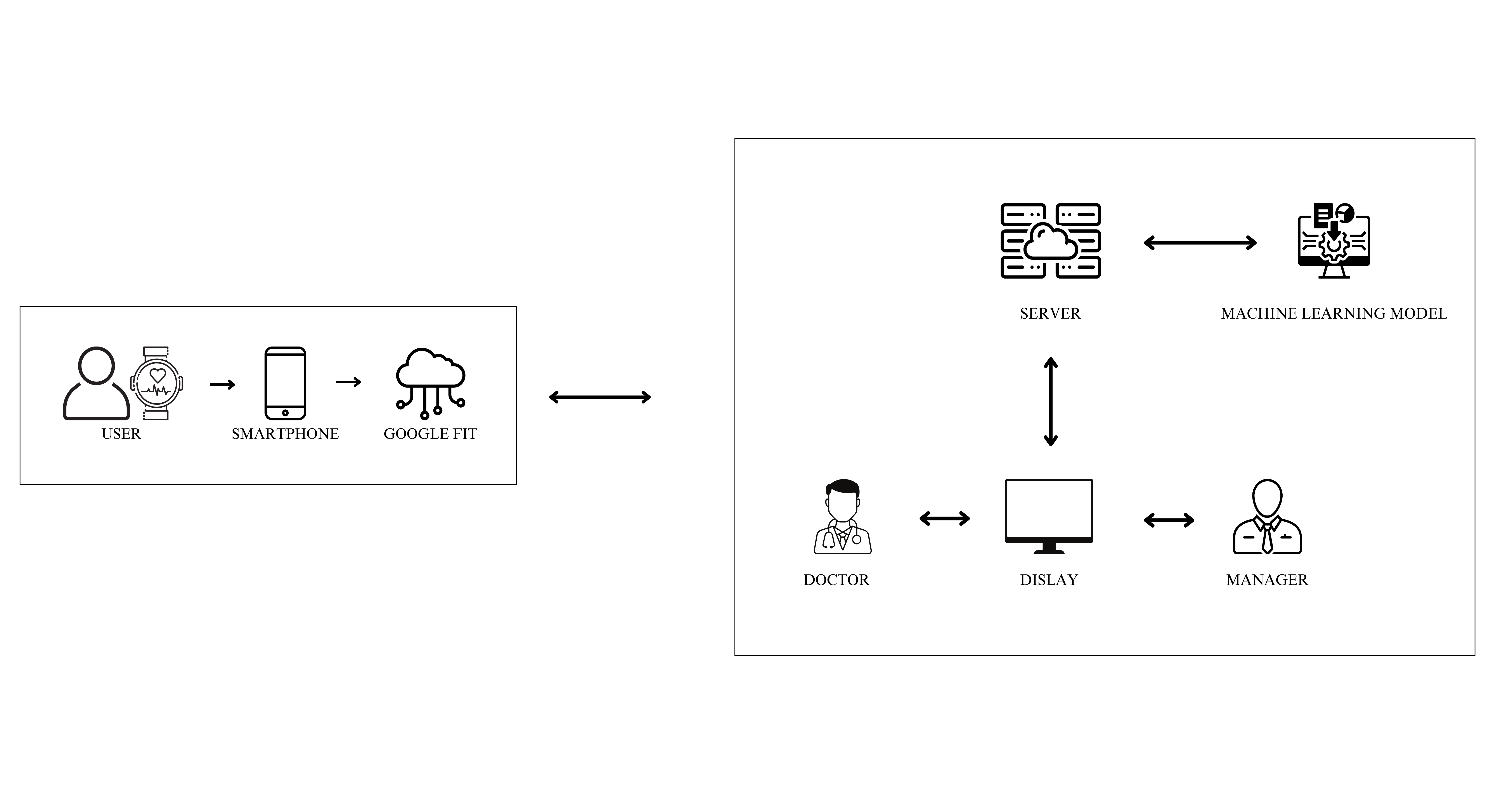 USER
SMARTPHONE
GOOGLE FIT
SERVER
MACHINE LEARNING MODEL
DOCTOR
DISLAY
MANAGER